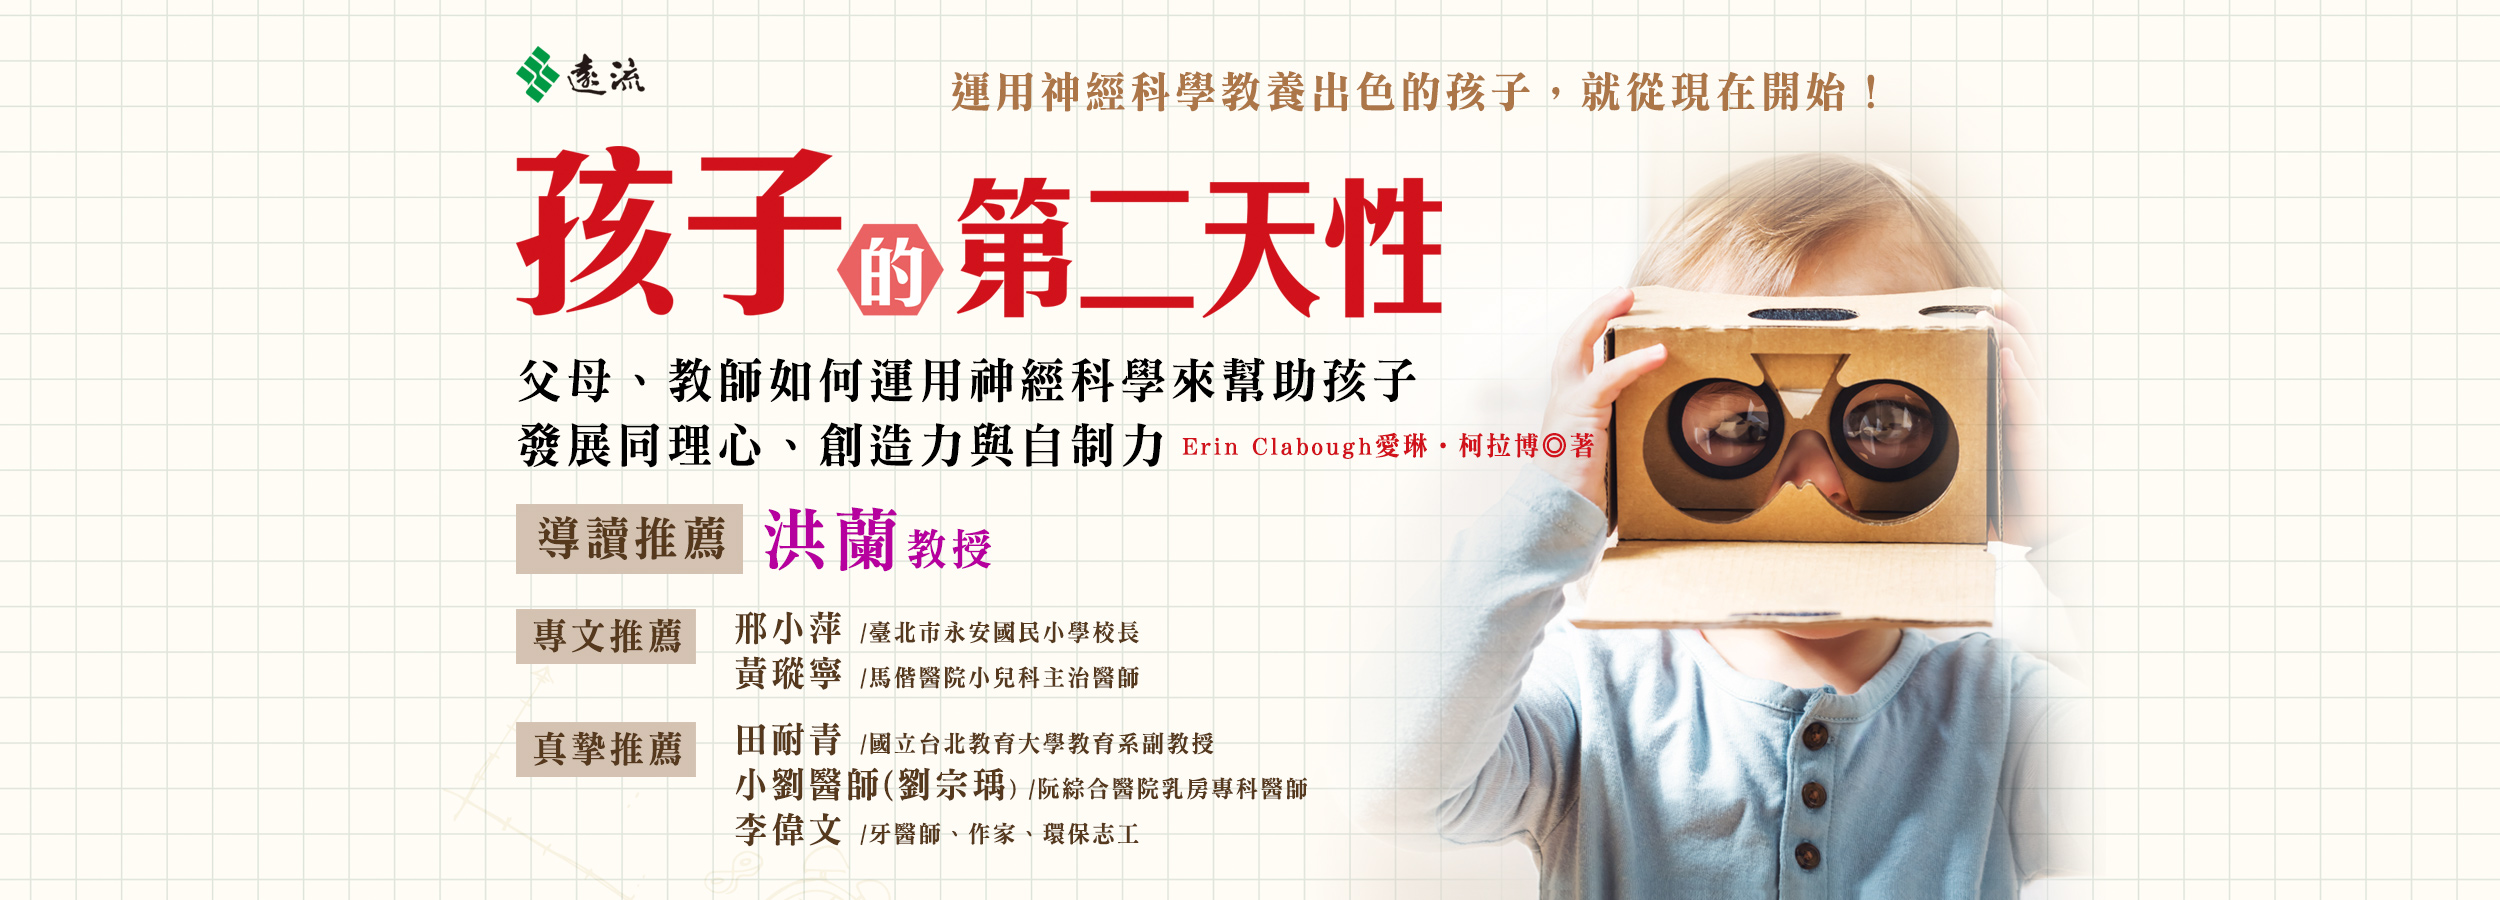 遠流
運用神經科學教養出色的孩子，就從現在開始！
孩子的第二天性
父母、教師如何運用神經科學來幫助孩子
發展同理心、創造力與自制力 Erin Clabough愛琳・柯拉博◎著
導讀推薦 洪蘭教授
專文推薦 邢小萍 /臺北市永安國民小學校長
黃瑽寧 /馬偕醫院小兒科主治醫師
真摯推薦 田耐青 /國立台北教育大學教育系副教授
小劉醫師(劉宗瑀) /阮綜合醫院乳房專科醫師
李偉文 /牙醫師、作家、環保志工